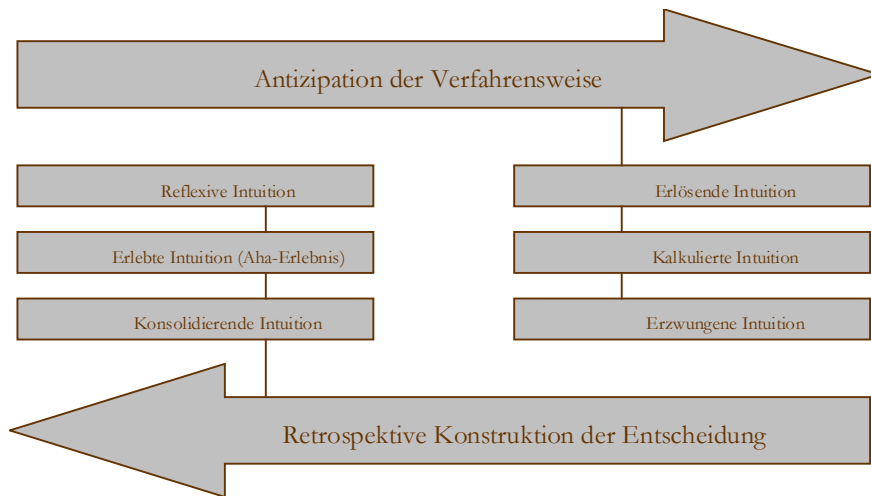 Antizipation der Verfahrensweise
Reflexive Intuition
Erlebte Intuition (Aha-Erlebnis)
Konsolidierende Intuition
Erlösende Intuition
Kalkulierte Intuition
Erzwungene Intuition
Retrospektive Konstruktion der Entscheidung